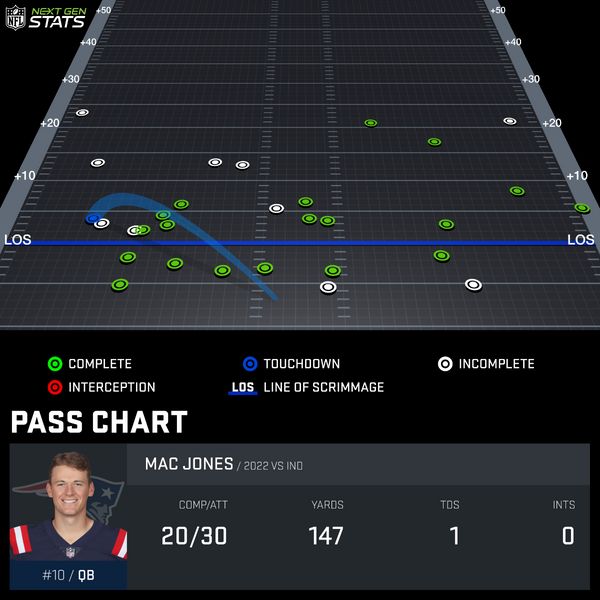 NFL NEXT GEN STATS
+50 +50
+40 +40
+30 +30
+20 +20
+10 +10
LOS LOS
COMPLETE TOUCHDOWN INCOMPLETE
INTERCEPTION LOS LINE OF SCRIMMAGE
PASS CHART
MAC JONES / 2022 VS IND
COMP/ATT YARDS TDS INTS
20/30 147 1 0
#10 / QB